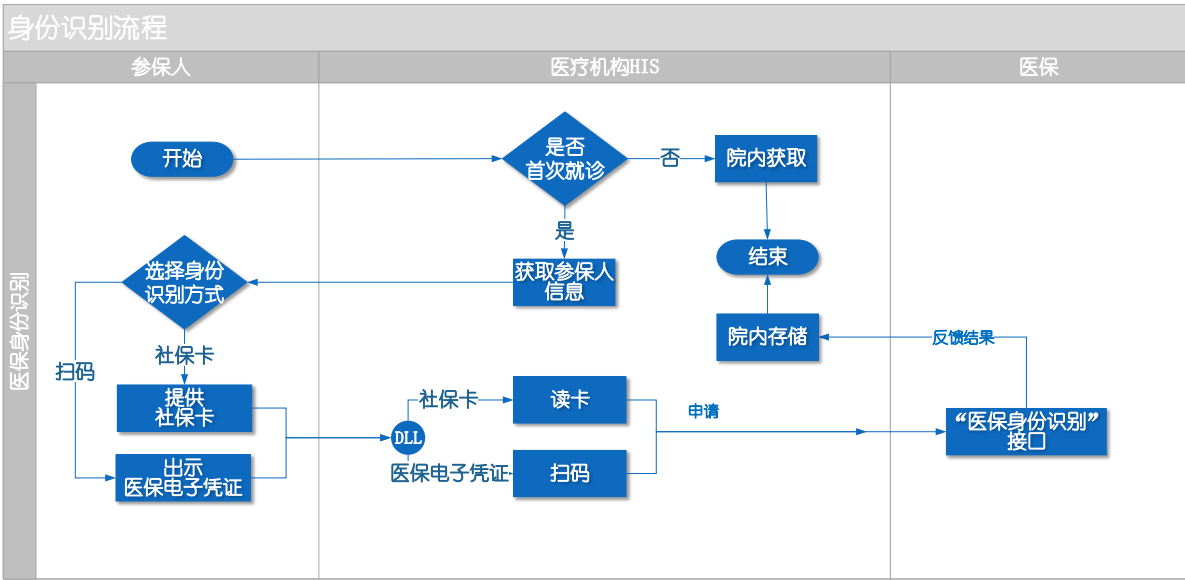 身份识别流程
参保人
医疗机构HIS
医保
医保身份识别
开始
是否
首次就诊
否
院内获取
是
结束
选择身份
识别方式
获取参保人
信息
院内存储
反馈结果
社保卡
扫码
提供
社保卡
社保卡
读卡
申请
“医保身份识别”
接口
DLL
出示
医保电子凭证
医保电子凭证
扫码